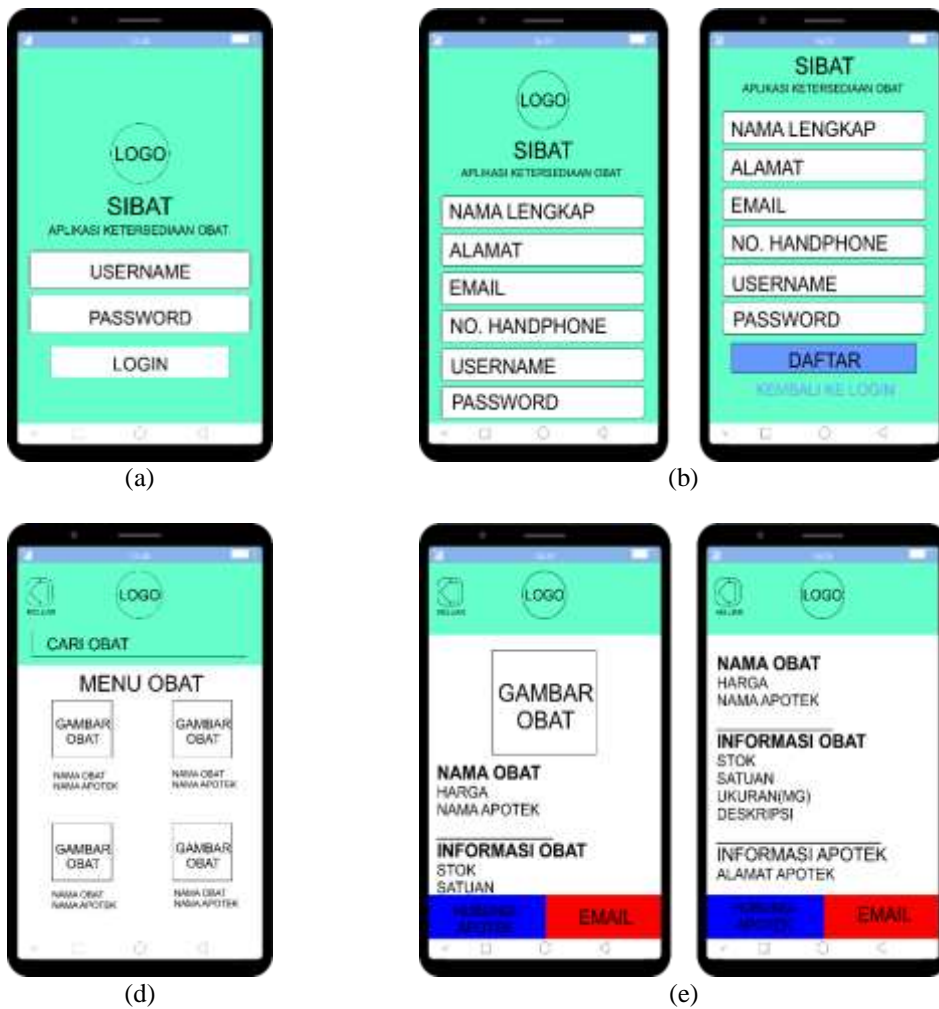 LOGO
SIBAT
APLIKASI KETERSEDIAAN OBAT
USERNAME
PASSWORD
LOGIN
(a)
LOGO
SIBAT
APLIKASI KETERSEDIAAN OBAT
NAMA LENGKAP
ALAMAT
EMAIL
NO. HANDPHONE
USERNAME
PASSWORD
SIBAT
APLIKASI KETERSEDIAAN OBAT
NAMA LENGKAP
ALAMAT
EMAIL
NO. HANDPHONE
USERNAME
PASSWORD
DAFTAR
KEMBALI KE LOGIN
(b)
KELUAR
LOGO
CARI OBAT
MENU OBAT
GAMBAR
OBAT
NAMA OBAT
NAMA APOTEK
GAMBAR
OBAT
NAMA OBAT
NAMA APOTEK
GAMBAR
OBAT
NAMA OBAT
NAMA APOTEK
GAMBAR
OBAT
NAMA OBAT
NAMA APOTEK
(d)
KELUAR
LOGO
GAMBAR
OBAT
NAMA OBAT
HARGA
NAMA APOTEK
INFORMASI OBAT
STOK
SATUAN
APOTEK
EMAIL
KELUAR
LOGO
NAMA OBAT
HARGA
NAMA APOTEK
INFORMASI OBAT
STOK
SATUAN
UKURAN(MG)
DESKRIPSI
INFORMASI APOTEK
ALAMAT APOTEK
APOTEK
EMAIL
(e)